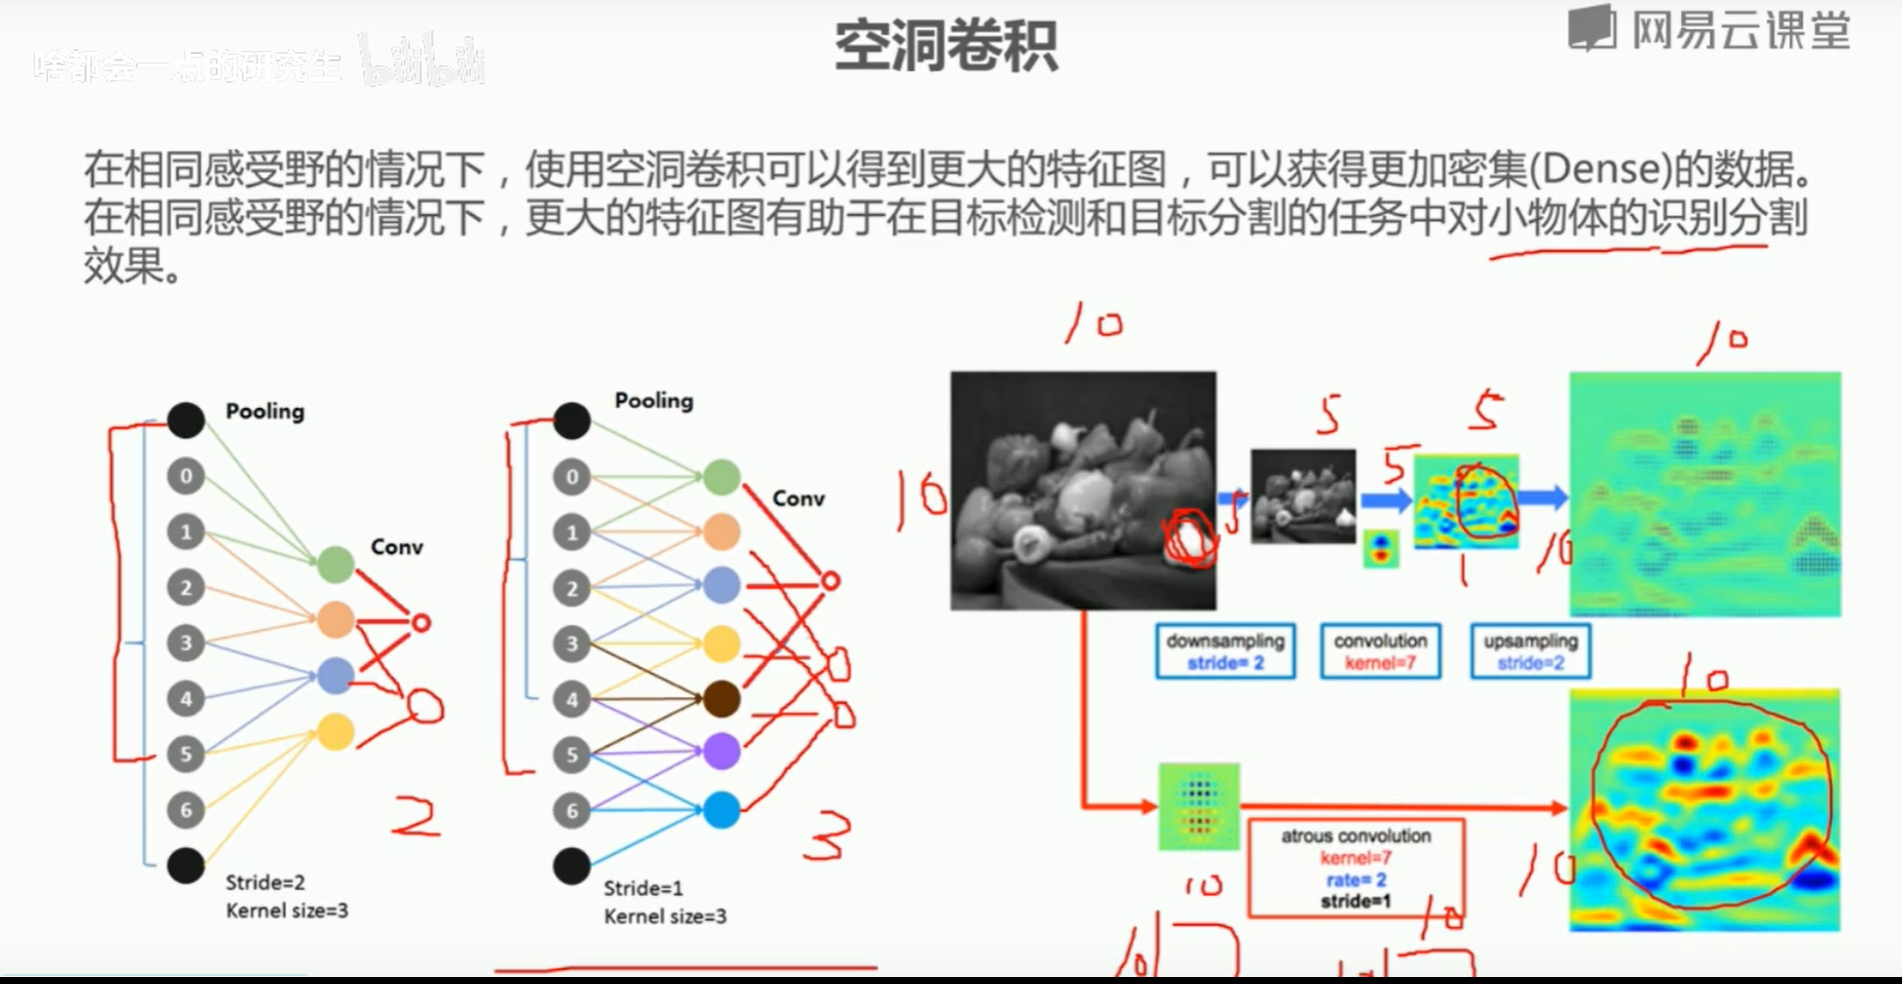 空洞卷积
网易云课堂
啥都会一点的研究生 bilibili
在相同感受野的情况下，使用空洞卷积可以得到更大的特征图，可以获得更加密集(Dense)的数据。
在相同感受野的情况下，更大的特征图有助于在目标检测和目标分割的任务中对小物体的识别分割
效果。
Pooling
0
1
2
3
4
5
6
Conv
2
Stride=2
Kernel size=3
Pooling
0
1
2
3
4
5
6
Conv
3
Stride=1
Kernel size=3
10
10
5
5
5
5
10
10
downsampling
stride= 2
convolution
kernel=7
upsampling
stride=2
1
10
10
atrous convolution
kernel=7
rate= 2
stride=1
10
10
10